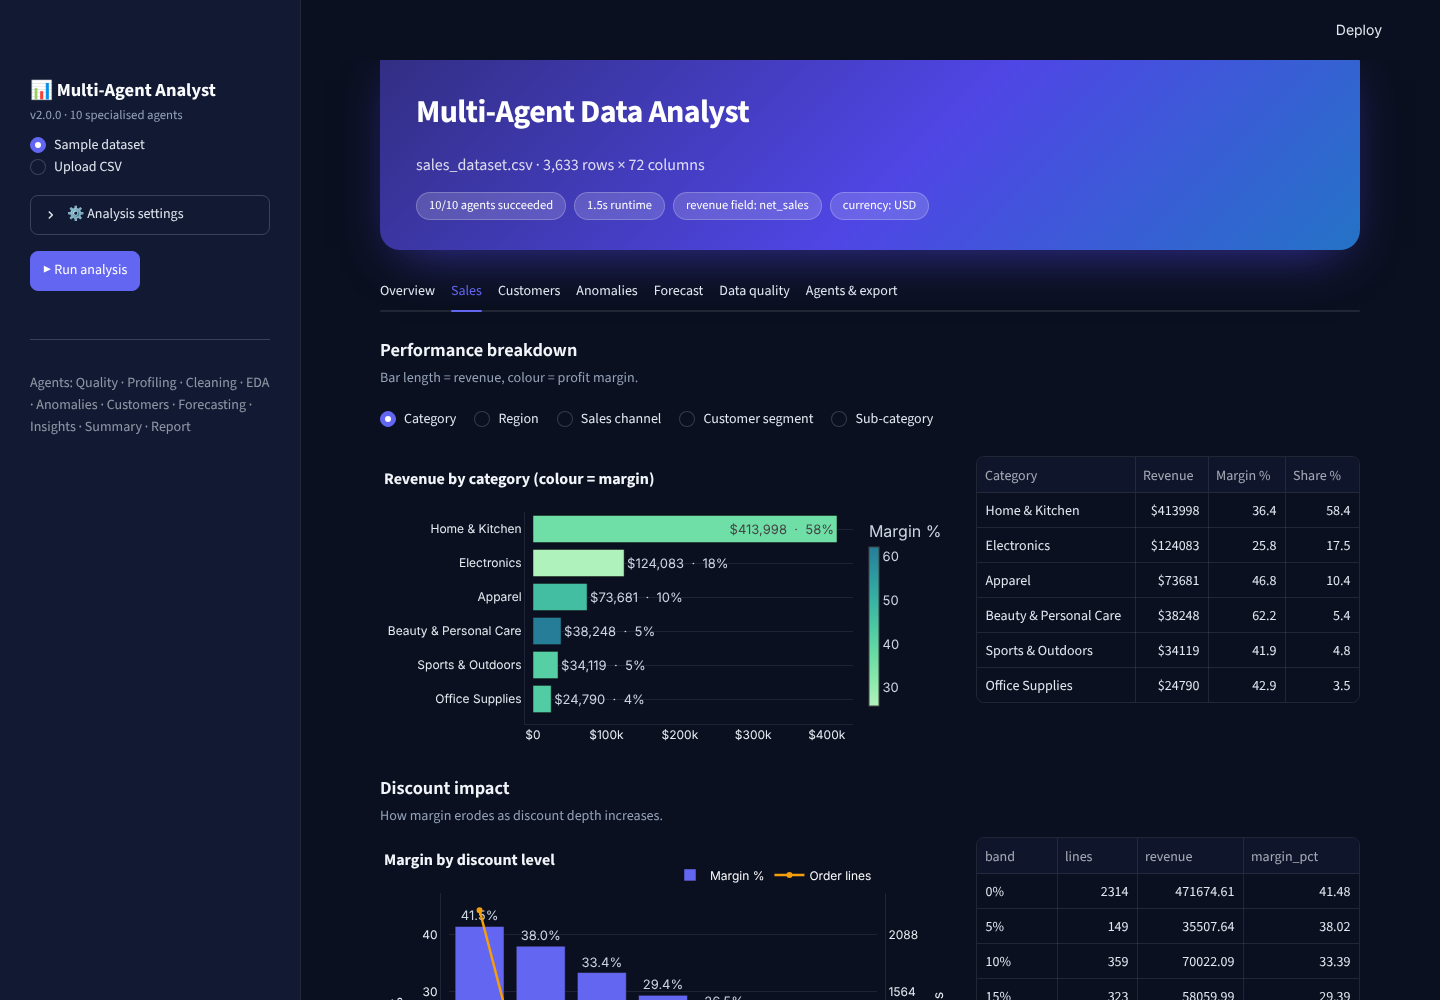 Deploy
📊 Multi-Agent Analyst
v2.0.0 · 10 specialised agents
Sample dataset
Upload CSV
⚙️ Analysis settings
Run analysis
Agents: Quality · Profiling · Cleaning · EDA
· Anomalies · Customers · Forecasting ·
Insights · Summary · Report
Multi-Agent Data Analyst
sales_dataset.csv · 3,633 rows × 72 columns
10/10 agents succeeded 1.5s runtime revenue field: net_sales currency: USD
Overview Sales Customers Anomalies Forecast Data quality Agents & export
Performance breakdown
Bar length = revenue, colour = profit margin.
Category Region Sales channel Customer segment Sub-category
Revenue by category (colour = margin)
Home & Kitchen $413,998 · 58%
Electronics $124,083 · 18%
Apparel $73,681 · 10%
Beauty & Personal Care $38,248 · 5%
Sports & Outdoors $34,119 · 5%
Office Supplies $24,790 · 4%
$0 $100k $200k $300k $400k
Margin %
60
50
40
30
Category Revenue Margin % Share %
Home & Kitchen $413998 36.4 58.4
Electronics $124083 25.8 17.5
Apparel $73681 46.8 10.4
Beauty & Personal Care $38248 62.2 5.4
Sports & Outdoors $34119 41.9 4.8
Office Supplies $24790 42.9 3.5
Discount impact
How margin erodes as discount depth increases.
Margin by discount level
Margin % Order lines
41.5%
40 38.0% 2088
33.4%
29.4%
30 1564
band lines revenue margin_pct
0% 2314 471674.61 41.48
5% 149 35507.64 38.02
10% 359 70022.09 33.39
15% 323 58059.99 29.39